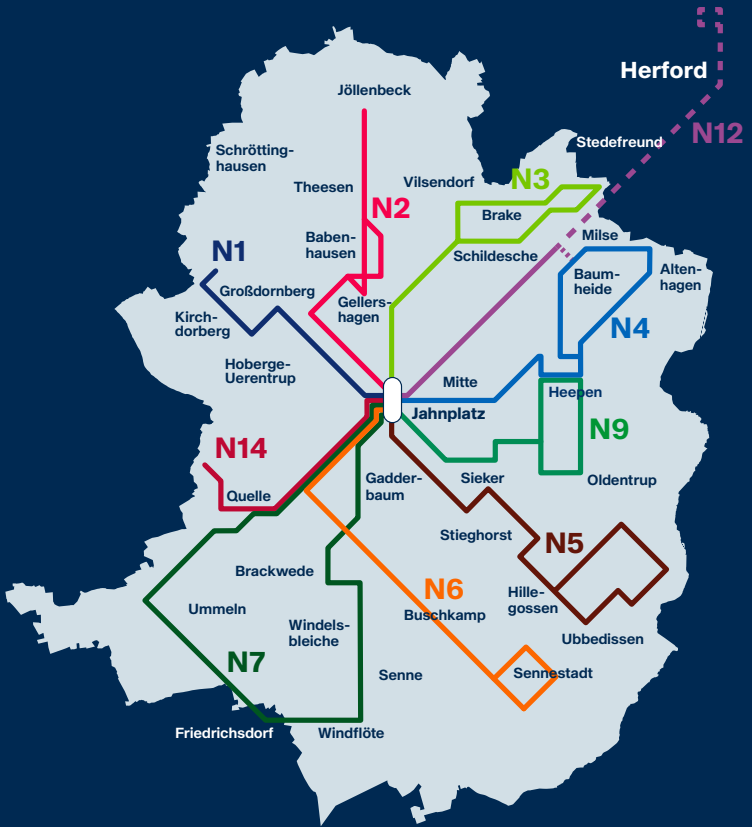 Herford
Jöllenbeck
N12
Stedefreund
Schrötting-
hausen
Theesen
Vilsendorf
N3
N2
Brake
Baben-
hausen
Milse
N1
Schildesche
Baum-
heide
Alten-
hagen
Großdornberg
Gellers-
hagen
Kirch-
dorberg
N4
Hoberge-
Uerentrup
Mitte
Heepen
Jahnplatz
N9
N14
Gadder-
baum
Sieker
Oldentrup
Quelle
Stieghorst
N5
Brackwede
N6
Hille-
gossen
Ummeln
Buschkamp
Windels-
bleiche
Ubbedissen
N7
Senne
Sennestadt
Friedrichsdorf
Windflöte